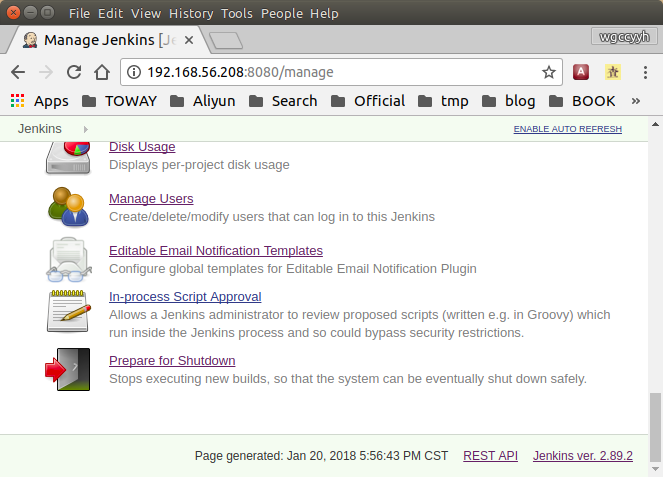 File Edit View History Tools People Help
Manage Jenkins [Je
wgccyyh
192.168.56.208:8080/manage
Apps TOWAY Aliyun Search Official tmp blog BOOK »
Jenkins
ENABLE AUTO REFRESH
Disk Usage
Displays per-project disk usage
Manage Users
Create/delete/modify users that can log in to this Jenkins
Editable Email Notification Templates
Configure global templates for Editable Email Notification Plugin
In-process Script Approval
Allows a Jenkins administrator to review proposed scripts (written e.g. in Groovy) which
run inside the Jenkins process and so could bypass security restrictions.
Prepare for Shutdown
Stops executing new builds, so that the system can be eventually shut down safely.
Page generated: Jan 20, 2018 5:56:43 PM CST REST API Jenkins ver. 2.89.2